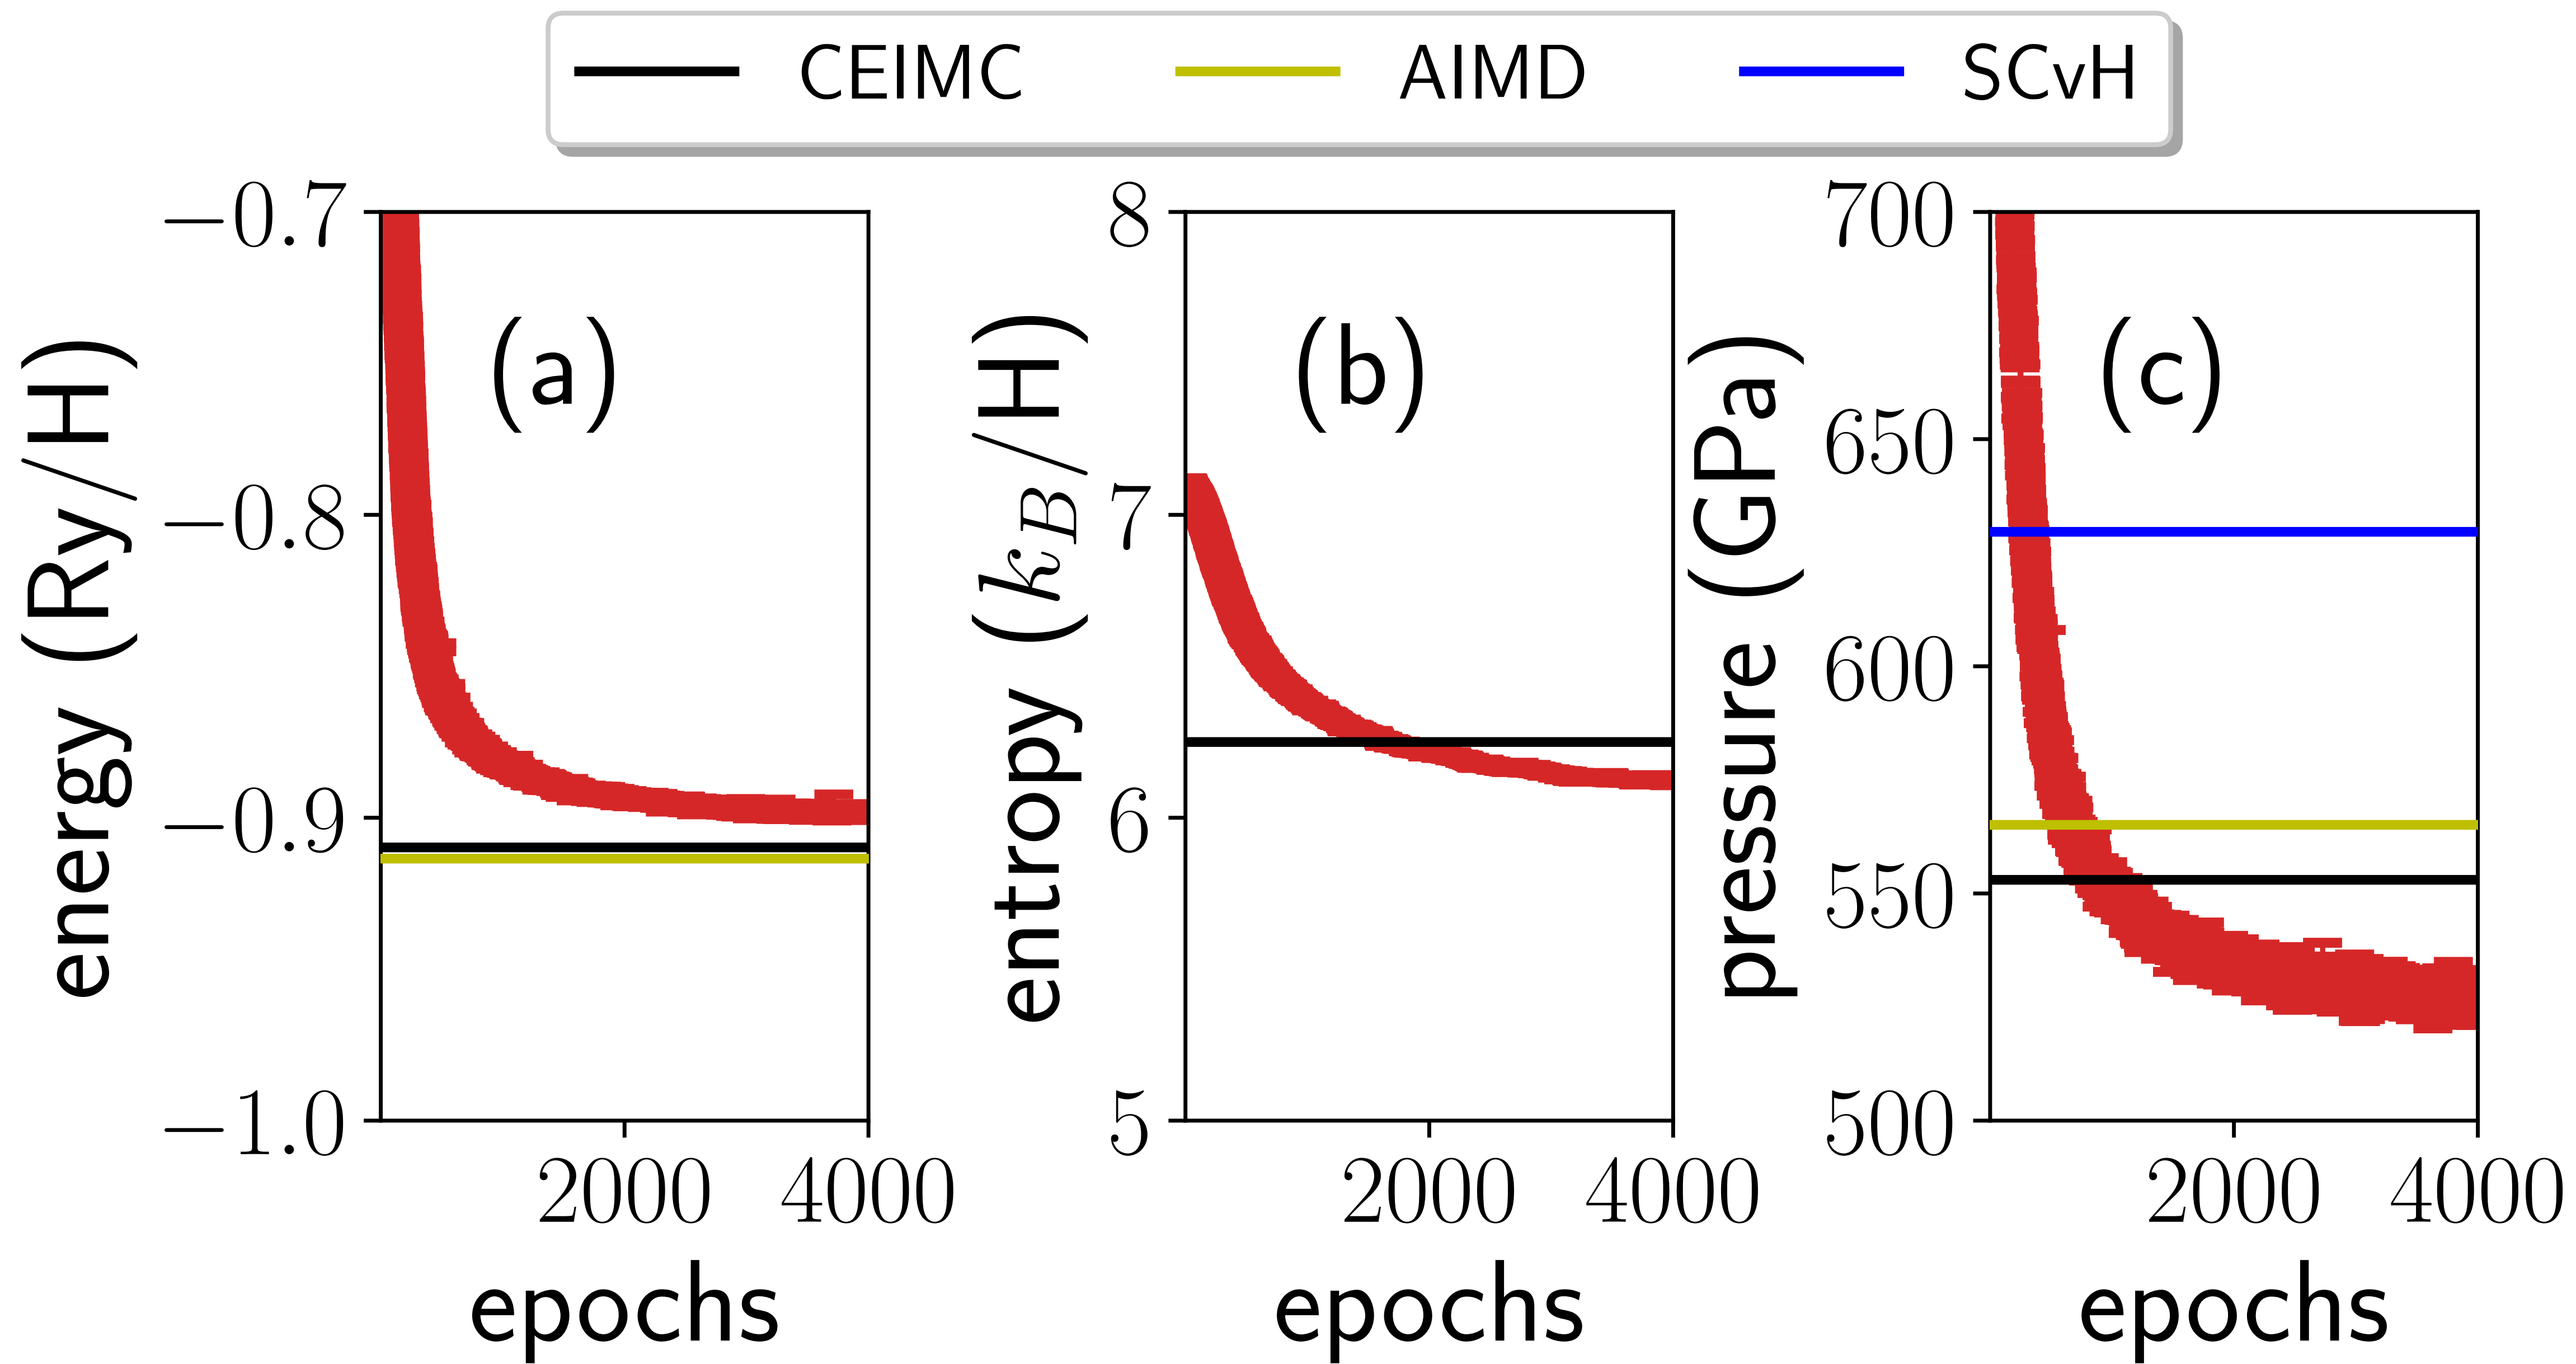 CEIMC AIMD SCvH
energy (Ry/H)
−0.7
−0.8
−0.9
−1.0
(a)
2000 4000
epochs
entropy (k_B/H)
8
7
6
5
(b)
2000 4000
epochs
pressure (GPa)
700
650
600
550
500
(c)
2000 4000
epochs